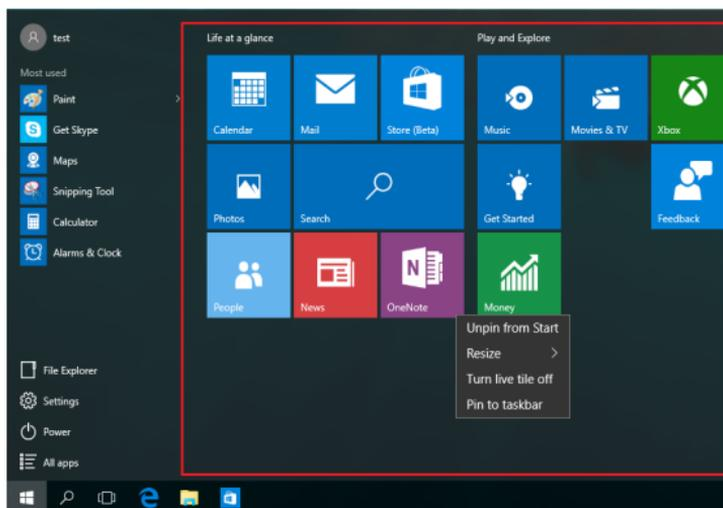 test
Most used
Paint
Get Skype
Maps
Snipping Tool
Calculator
Alarms & Clock
File Explorer
Settings
Power
All apps
Life at a glance
Calendar
Mail
Store (Beta)
Photos
Search
People
News
OneNote
Play and Explore
Music
Movies & TV
Xbox
Get Started
Feedback
Money
Unpin from Start
Resize
Turn live tile off
Pin to taskbar